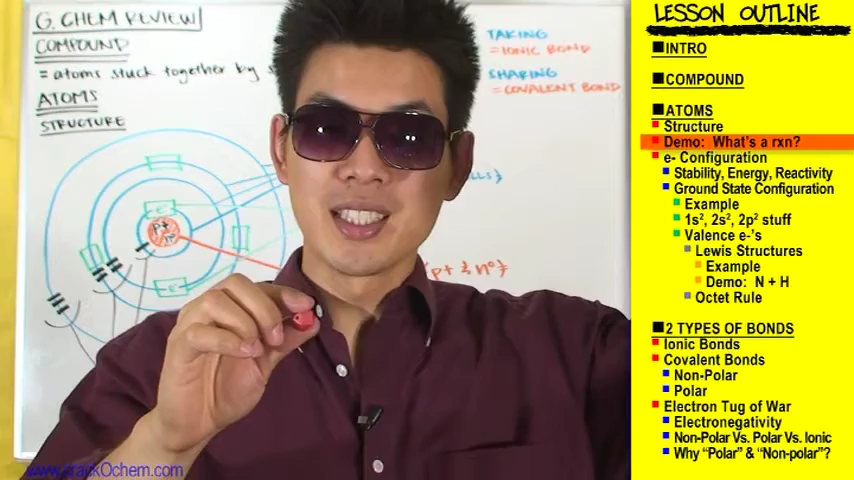 G. CHEM REVIEW
COMPOUND
= atoms stuck together by
ATOMS
STRUCTURE
e-
P+
n°
TAKING
= IONIC BOND
SHARING
= COVALENT BOND
P+ & n°
e-
www.crackOchem.com
LESSON OUTLINE
INTRO
COMPOUND
ATOMS
Structure
Demo: What's a rxn?
e- Configuration
Stability, Energy, Reactivity
Ground State Configuration
Example
1s², 2s², 2p² stuff
Valence e-'s
Lewis Structures
Example
Demo: N + H
Octet Rule
2 TYPES OF BONDS
Ionic Bonds
Covalent Bonds
Non-Polar
Polar
Electron Tug of War
Electronegativity
Non-Polar Vs. Polar Vs. Ionic
Why "Polar" & "Non-polar"?